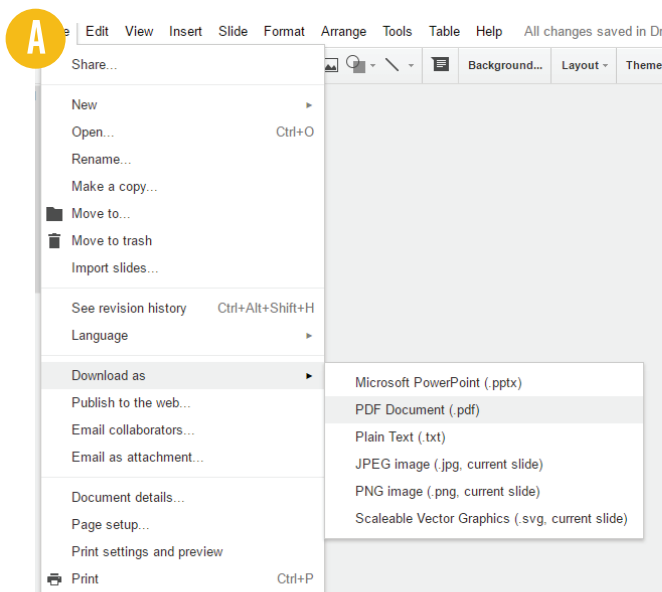 A
Edit View Insert Slide Format Arrange Tools Table Help All changes saved in
Share...
Background... Layout Theme
New
Open... Ctrl+O
Rename...
Make a copy...
Move to...
Move to trash
Import slides...
See revision history Ctrl+Alt+Shift+H
Language
Download as
Microsoft PowerPoint (.pptx)
Publish to the web...
PDF Document (.pdf)
Email collaborators...
Plain Text (.txt)
Email as attachment...
JPEG image (.jpg, current slide)
PNG image (.png, current slide)
Document details...
Scaleable Vector Graphics (.svg, current slide)
Page setup...
Print settings and preview
Print Ctrl+P